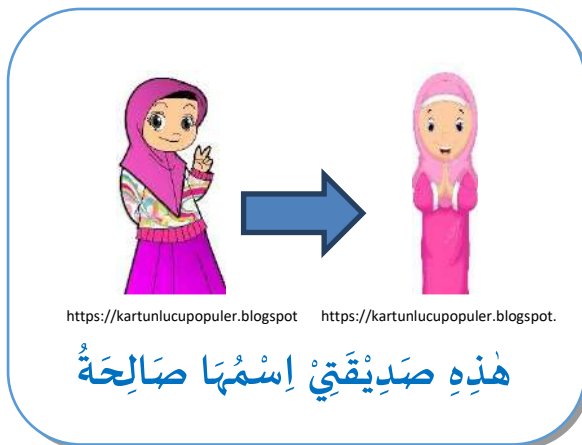 https://kartunlucupopuler.blogspot
https://kartunlucupopuler.blogspot.
هٰذِهِ صَدِيْقَتِيْ اِسْمُهَا صَالِحَةُ